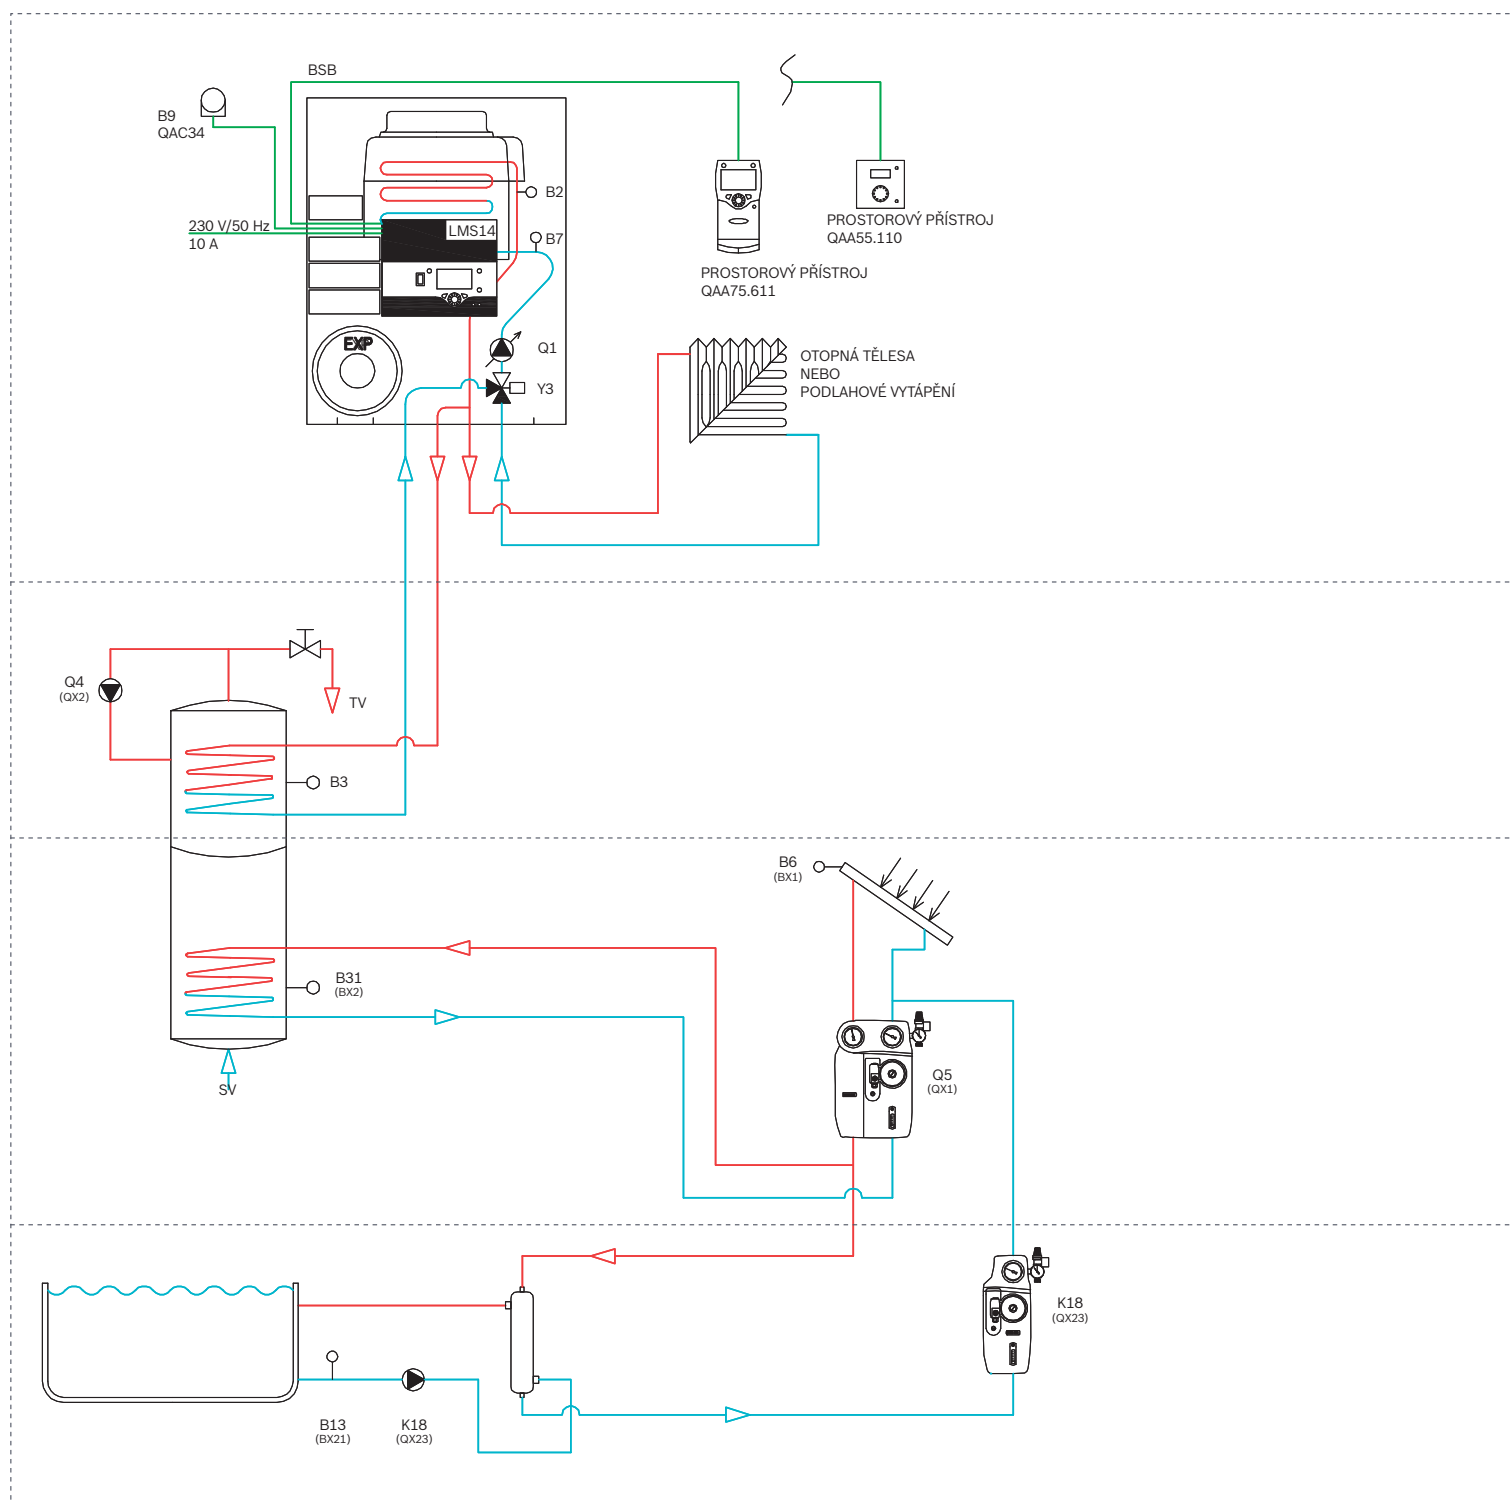 BSB
B9
QAC34
B2
230 V/50 Hz
10 A
LMS14
B7
PROSTOROVÝ PŘÍSTROJ
QAA55.110
PROSTOROVÝ PŘÍSTROJ
QAA75.611
EXP
Q1
Y3
OTOPNÁ TĚLESA
NEBO
PODLAHOVÉ VYTÁPĚNÍ
Q4
(QX2)
TV
B3
B6
(BX1)
B31
(BX2)
Q5
(QX1)
SV
K18
(QX23)
B13
(BX21)
K18
(QX23)